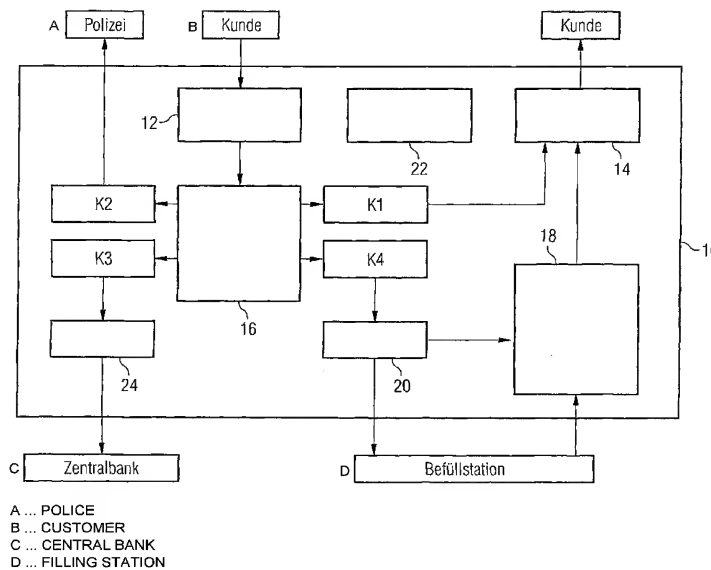 A Polizei
B Kunde
Kunde
12
22
14
K2
K1
K3
K4
18
16
24
20
C Zentralbank
D Befüllstation
A ... POLICE
B ... CUSTOMER
C ... CENTRAL BANK
D ... FILLING STATION